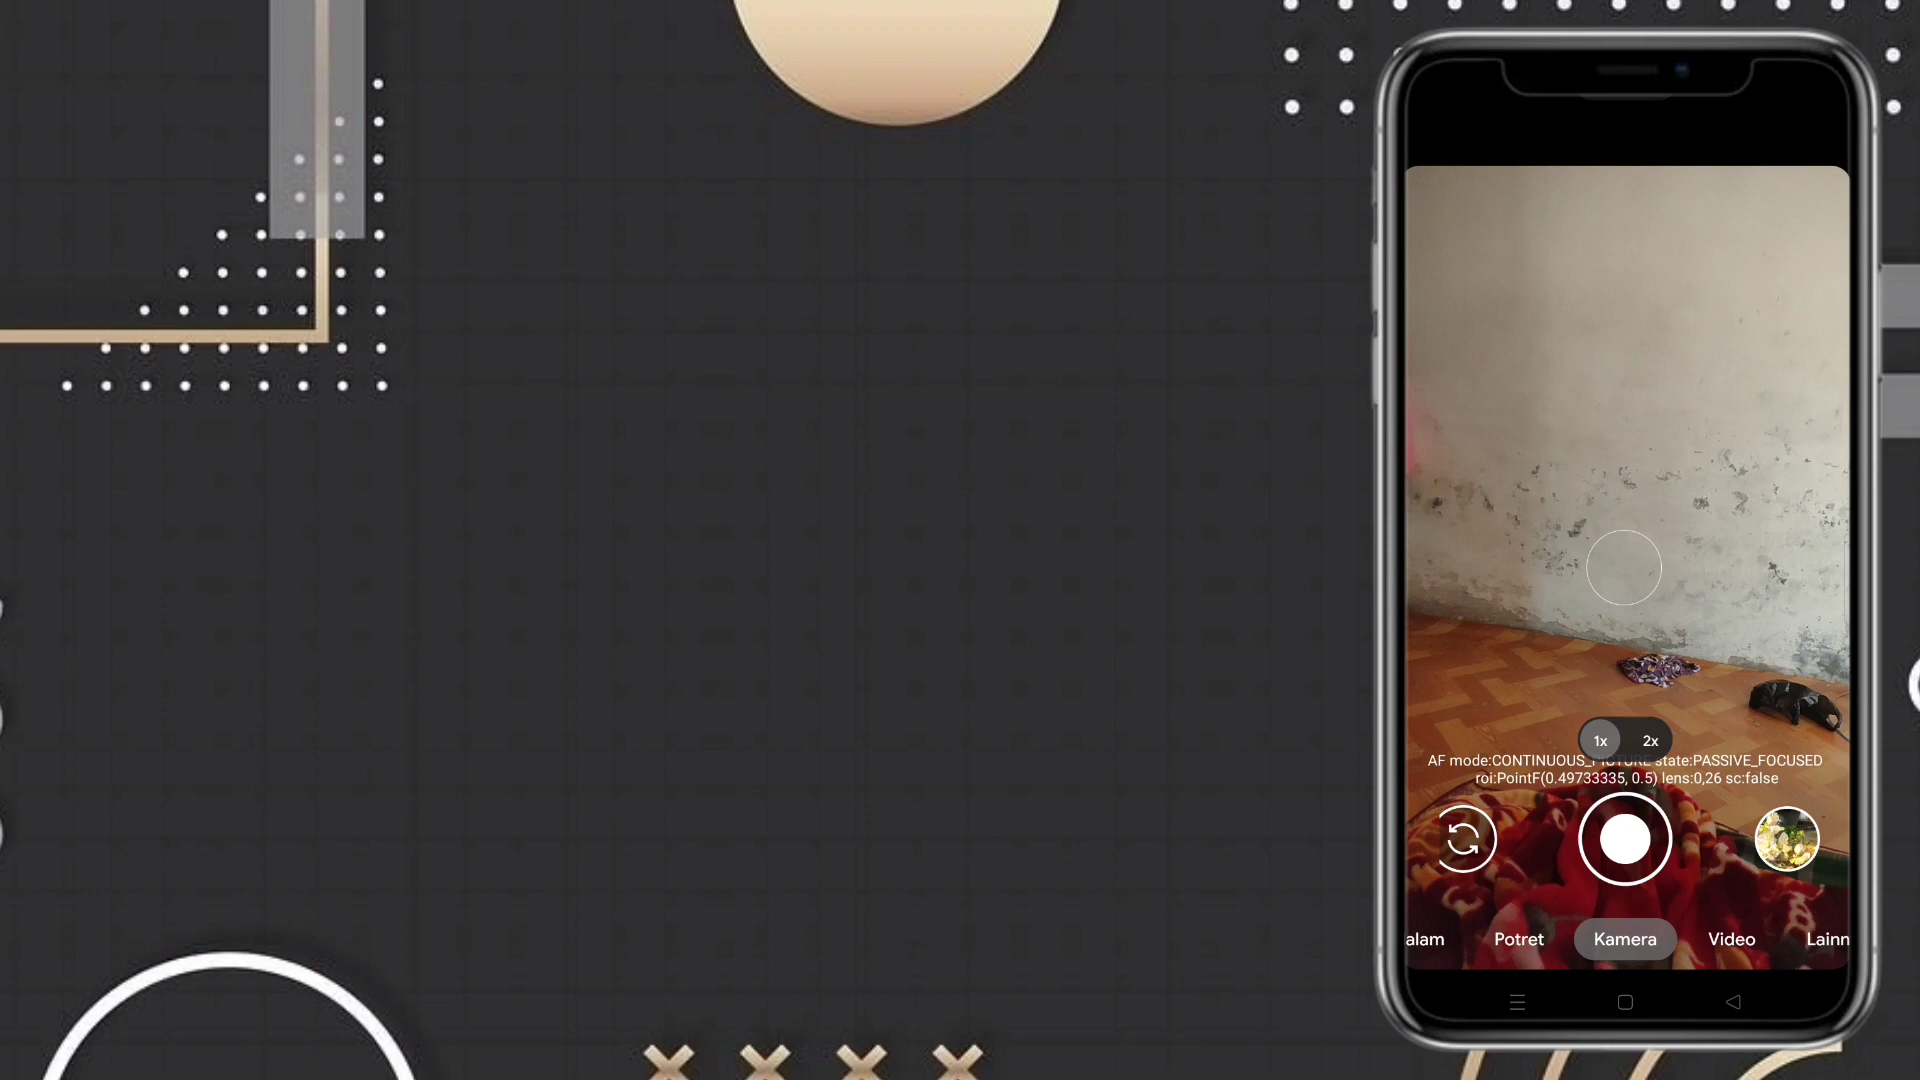 1x 2x
AF mode:CONTINUOUS_PICTURE state:PASSIVE_FOCUSED
roi:PointF(0.49733335, 0.5) lens:0,26 sc:false
alam Potret Kamera Video Lainn